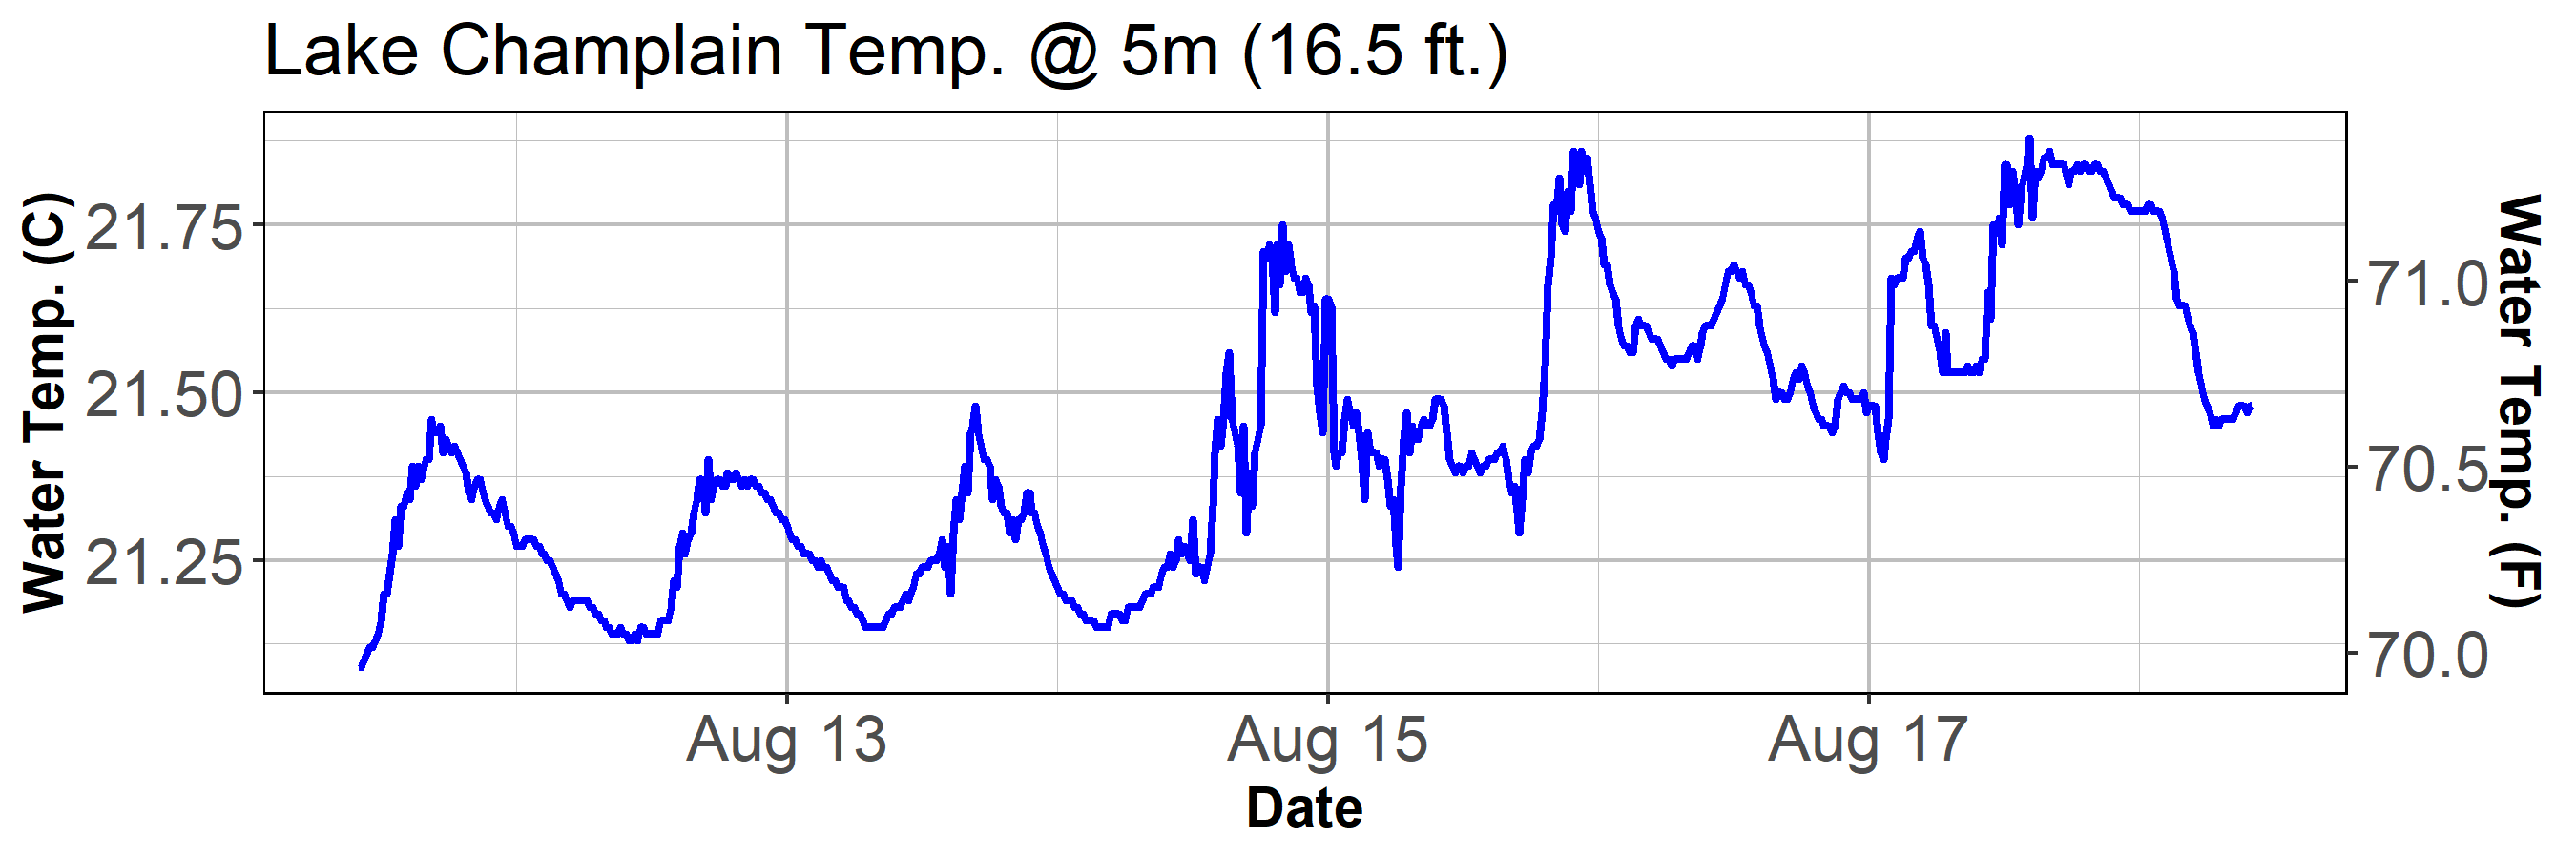 Lake Champlain Temp. @ 5m (16.5 ft.)
Water Temp. (C)
21.75
21.50
21.25
71.0
70.5
70.0
Water Temp. (F)
Aug 13
Aug 15
Aug 17
Date